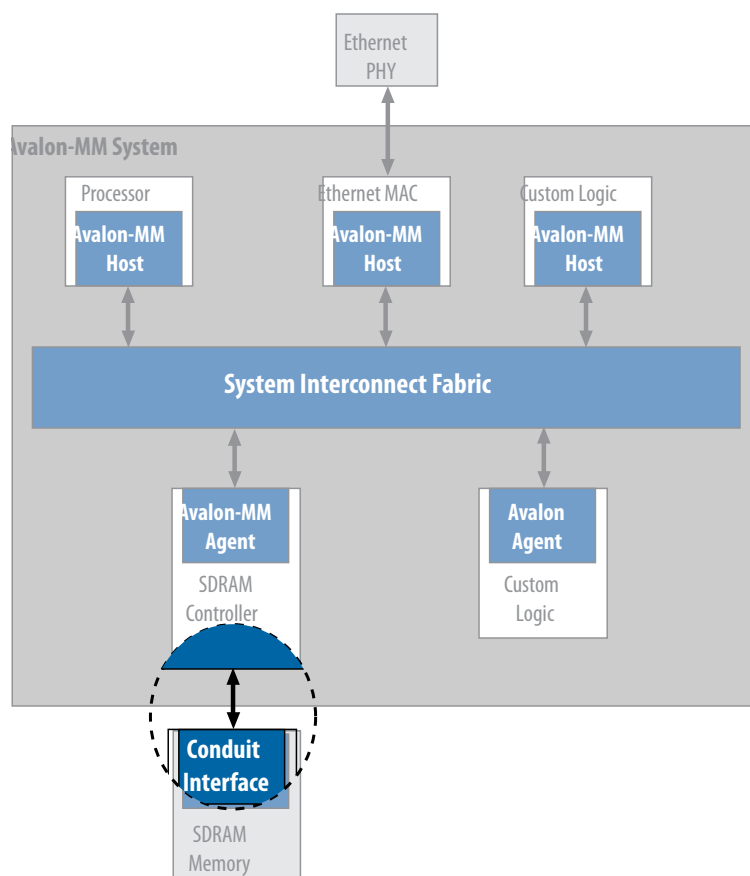 Ethernet
PHY
Avalon-MM System
Processor
Ethernet MAC
Custom Logic
Avalon-MM
Host
Avalon-MM
Host
Avalon-MM
Host
System Interconnect Fabric
Avalon-MM
Agent
Avalon
Agent
SDRAM
Controller
Custom
Logic
Conduit
Interface
SDRAM
Memory